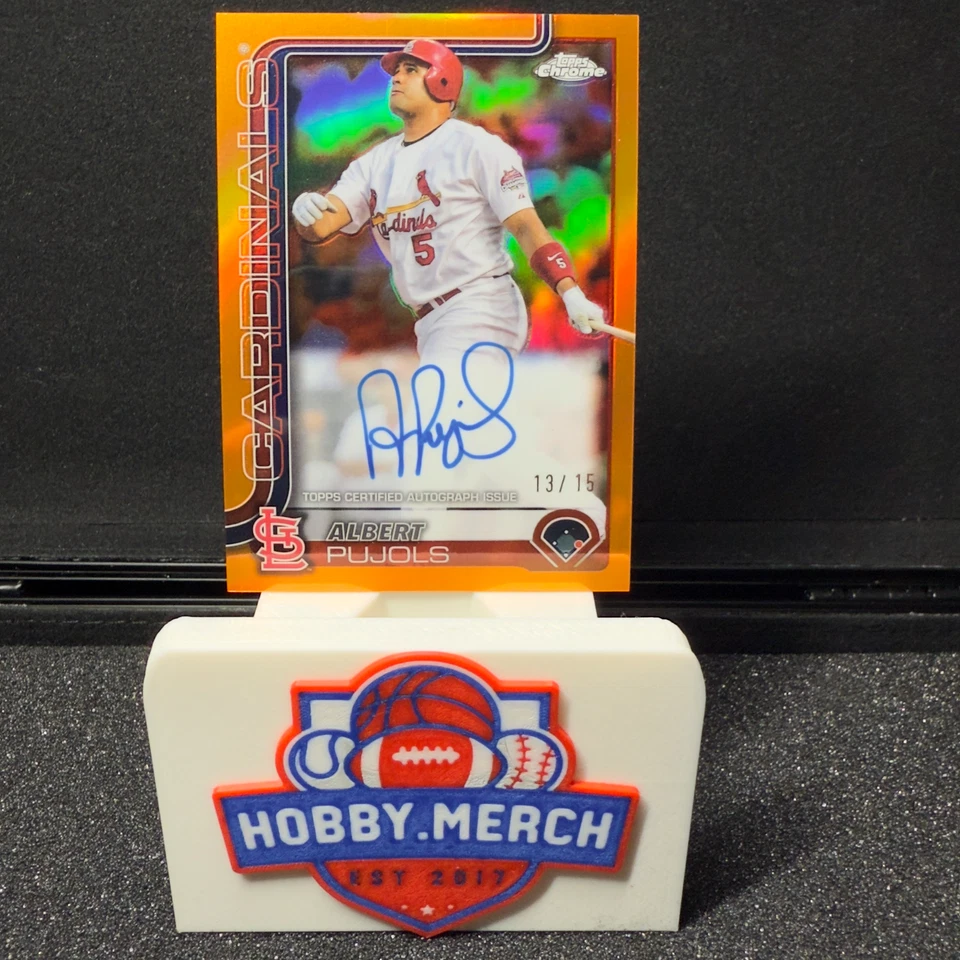 CARDINALS
topps
Chrome
Cardinals
5
5
APujols
13/15
TOPPS CERTIFIED AUTOGRAPH ISSUE
STL
ALBERT
PUJOLS
HOBBY.MERCH
EST 2017